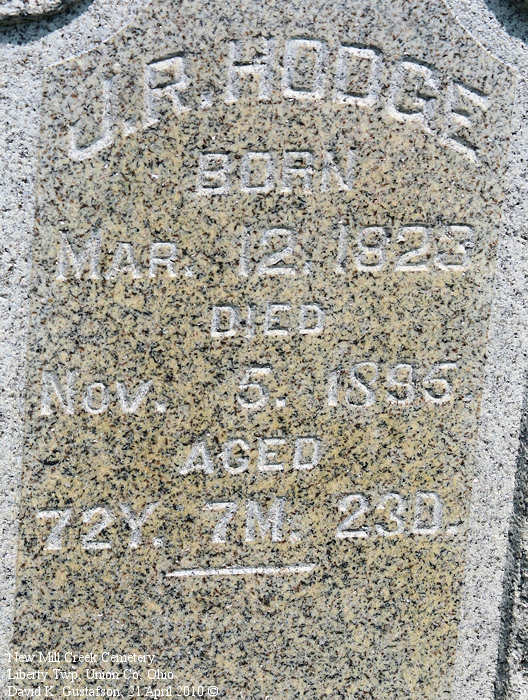 J. R. HODGE
BORN
MAR. 12, 1823
DIED
NOV. 5. 1895.
AGED
72Y. 7M. 23D.
New Mill Creek Cemetery
Liberty Twp, Union Co. Ohio
David K. Gustafson, 21 April 2010 ©